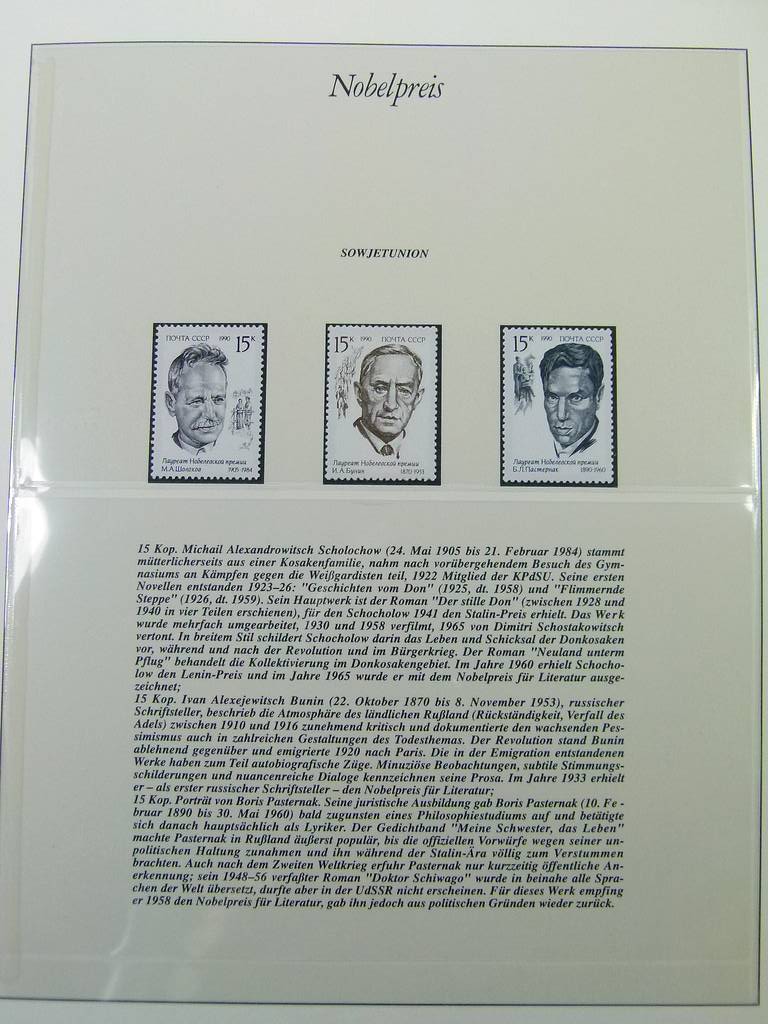 Nobelpreis
SOWJETUNION
ПОЧТА СССР 1990 15К
Лауреат Нобелевской премии
М.А.Шолохов 1905-1984
15К 1990 ПОЧТА СССР
Лауреат Нобелевской премии
И.А.Бунин 1870-1953
15К 1990 ПОЧТА СССР
Лауреат Нобелевской премии
Б.Л.Пастернак 1890-1960
15 Kop. Michail Alexandrowitsch Scholochow (24. Mai 1905 bis 21. Februar 1984) stammt
mütterlicherseits aus einer Kosakenfamilie, nahm nach vorübergehendem Besuch des Gym-
nasiums an Kämpfen gegen die Weißgardisten teil, 1922 Mitglied der KPdSU. Seine ersten
Novellen entstanden 1923–26: "Geschichten vom Don" (1925, dt. 1958) und "Flimmernde
Steppe" (1926, dt. 1959). Sein Hauptwerk ist der Roman "Der stille Don" (zwischen 1928 und
1940 in vier Teilen erschienen), für den Schocholow 1941 den Stalin-Preis erhielt. Das Werk
wurde mehrfach umgearbeitet, 1930 und 1958 verfilmt, 1965 von Dimitri Schostakowitsch
vertont. In breitem Stil schildert Schocholow darin das Leben und Schicksal der Donkosaken
vor, während und nach der Revolution und im Bürgerkrieg. Der Roman "Neuland unterm
Pflug" behandelt die Kollektivierung im Donkosakengebiet. Im Jahre 1960 erhielt Schocho-
low den Lenin-Preis und im Jahre 1965 wurde er mit dem Nobelpreis für Literatur ausge-
zeichnet;
15 Kop. Ivan Alexejewitsch Bunin (22. Oktober 1870 bis 8. November 1953), russischer
Schriftsteller, beschrieb die Atmosphäre des ländlichen Rußland (Rückständigkeit, Verfall des
Adels) zwischen 1910 und 1916 zunehmend kritisch und dokumentierte den wachsenden Pes-
simismus auch in zahlreichen Gestaltungen des Todesthemas. Der Revolution stand Bunin
ablehnend gegenüber und emigrierte 1920 nach Paris. Die in der Emigration entstandenen
Werke haben zum Teil autobiografische Züge. Minuziöse Beobachtungen, subtile Stimmungs-
schilderungen und nuancenreiche Dialoge kennzeichnen seine Prosa. Im Jahre 1933 erhielt
er – als erster russischer Schriftsteller – den Nobelpreis für Literatur;
15 Kop. Porträt von Boris Pasternak. Seine juristische Ausbildung gab Boris Pasternak (10. Fe-
bruar 1890 bis 30. Mai 1960) bald zugunsten eines Philosophiestudiums auf und betätigte
sich danach hauptsächlich als Lyriker. Der Gedichtband "Meine Schwester, das Leben"
machte Pasternak in Rußland äußerst populär, bis die offiziellen Vorwürfe wegen seiner un-
politischen Haltung zunahmen und ihn während der Stalin-Ära völlig zum Verstummen
brachten. Auch nach dem Zweiten Weltkrieg erfuhr Pasternak nur kurzzeitig öffentliche An-
erkennung; sein 1948–56 verfaßter Roman "Doktor Schiwago" wurde in beinahe alle Spra-
chen der Welt übersetzt, durfte aber in der UdSSR nicht erscheinen. Für dieses Werk empfing
er 1958 den Nobelpreis für Literatur, gab ihn jedoch aus politischen Gründen wieder zurück.